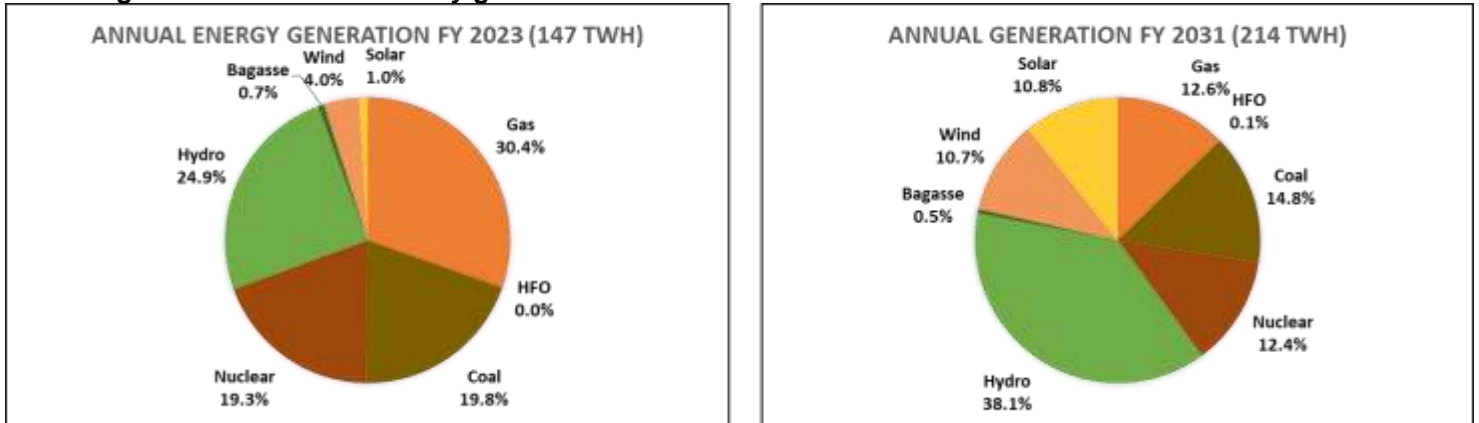 ANNUAL ENERGY GENERATION FY 2023 (147 TWH)
Wind
4.0%
Solar
1.0%
Bagasse
0.7%
Gas
30.4%
Hydro
24.9%
HFO
0.0%
Nuclear
19.3%
Coal
19.8%
ANNUAL GENERATION FY 2031 (214 TWH)
Solar
10.8%
Gas
12.6%
HFO
0.1%
Wind
10.7%
Coal
14.8%
Bagasse
0.5%
Nuclear
12.4%
Hydro
38.1%